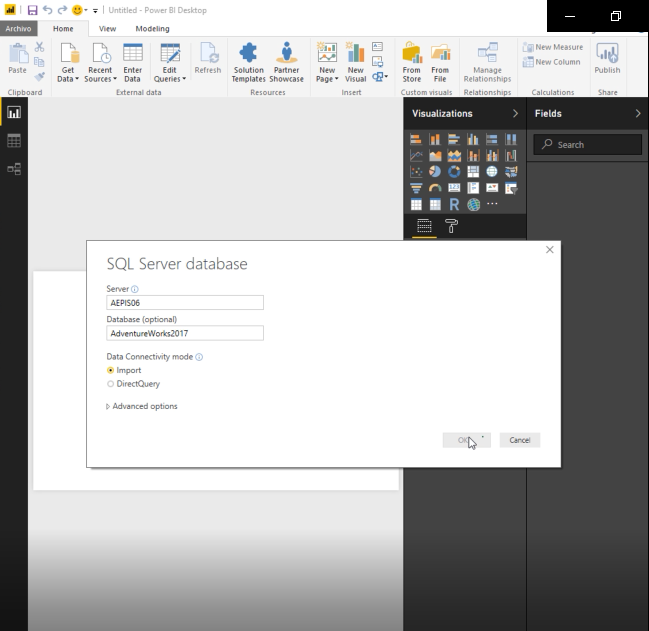 Untitled - Power BI Desktop
Archivo Home View Modeling
Paste Get Data Recent Sources Enter Data Edit Queries Refresh Solution Templates Partner Showcase New Page New Visual From Store From File Manage Relationships New Measure New Column Publish
Clipboard External data Resources Insert Custom visuals Relationships Calculations Share
Visualizations Fields
Search
123
R
SQL Server database
Server
AEPIS06
Database (optional)
AdventureWorks2017
Data Connectivity mode
Import
DirectQuery
Advanced options
OK Cancel